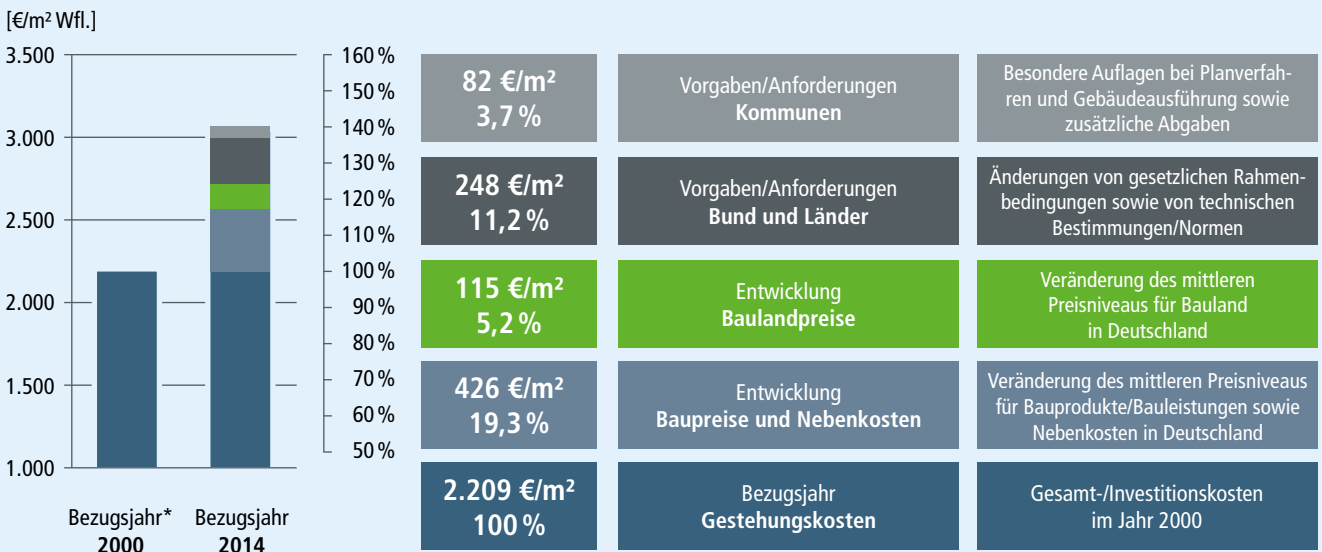 [€/m² Wfl.]
3.500
3.000
2.500
2.000
1.500
1.000
160 %
150 %
140 %
130 %
120 %
110 %
100 %
90 %
80 %
70 %
60 %
50 %
Bezugsjahr*
2000
Bezugsjahr
2014
82 €/m²
3,7 %
Vorgaben/Anforderungen
Kommunen
Besondere Auflagen bei Planverfah-
ren und Gebäudeausführung sowie
zusätzliche Abgaben
248 €/m²
11,2 %
Vorgaben/Anforderungen
Bund und Länder
Änderungen von gesetzlichen Rahmen-
bedingungen sowie von technischen
Bestimmungen/Normen
115 €/m²
5,2 %
Entwicklung
Baulandpreise
Veränderung des mittleren
Preisniveaus für Bauland
in Deutschland
426 €/m²
19,3 %
Entwicklung
Baupreise und Nebenkosten
Veränderung des mittleren Preisniveaus
für Bauprodukte/Bauleistungen sowie
Nebenkosten in Deutschland
2.209 €/m²
100 %
Bezugsjahr
Gestehungskosten
Gesamt-/Investitionskosten
im Jahr 2000